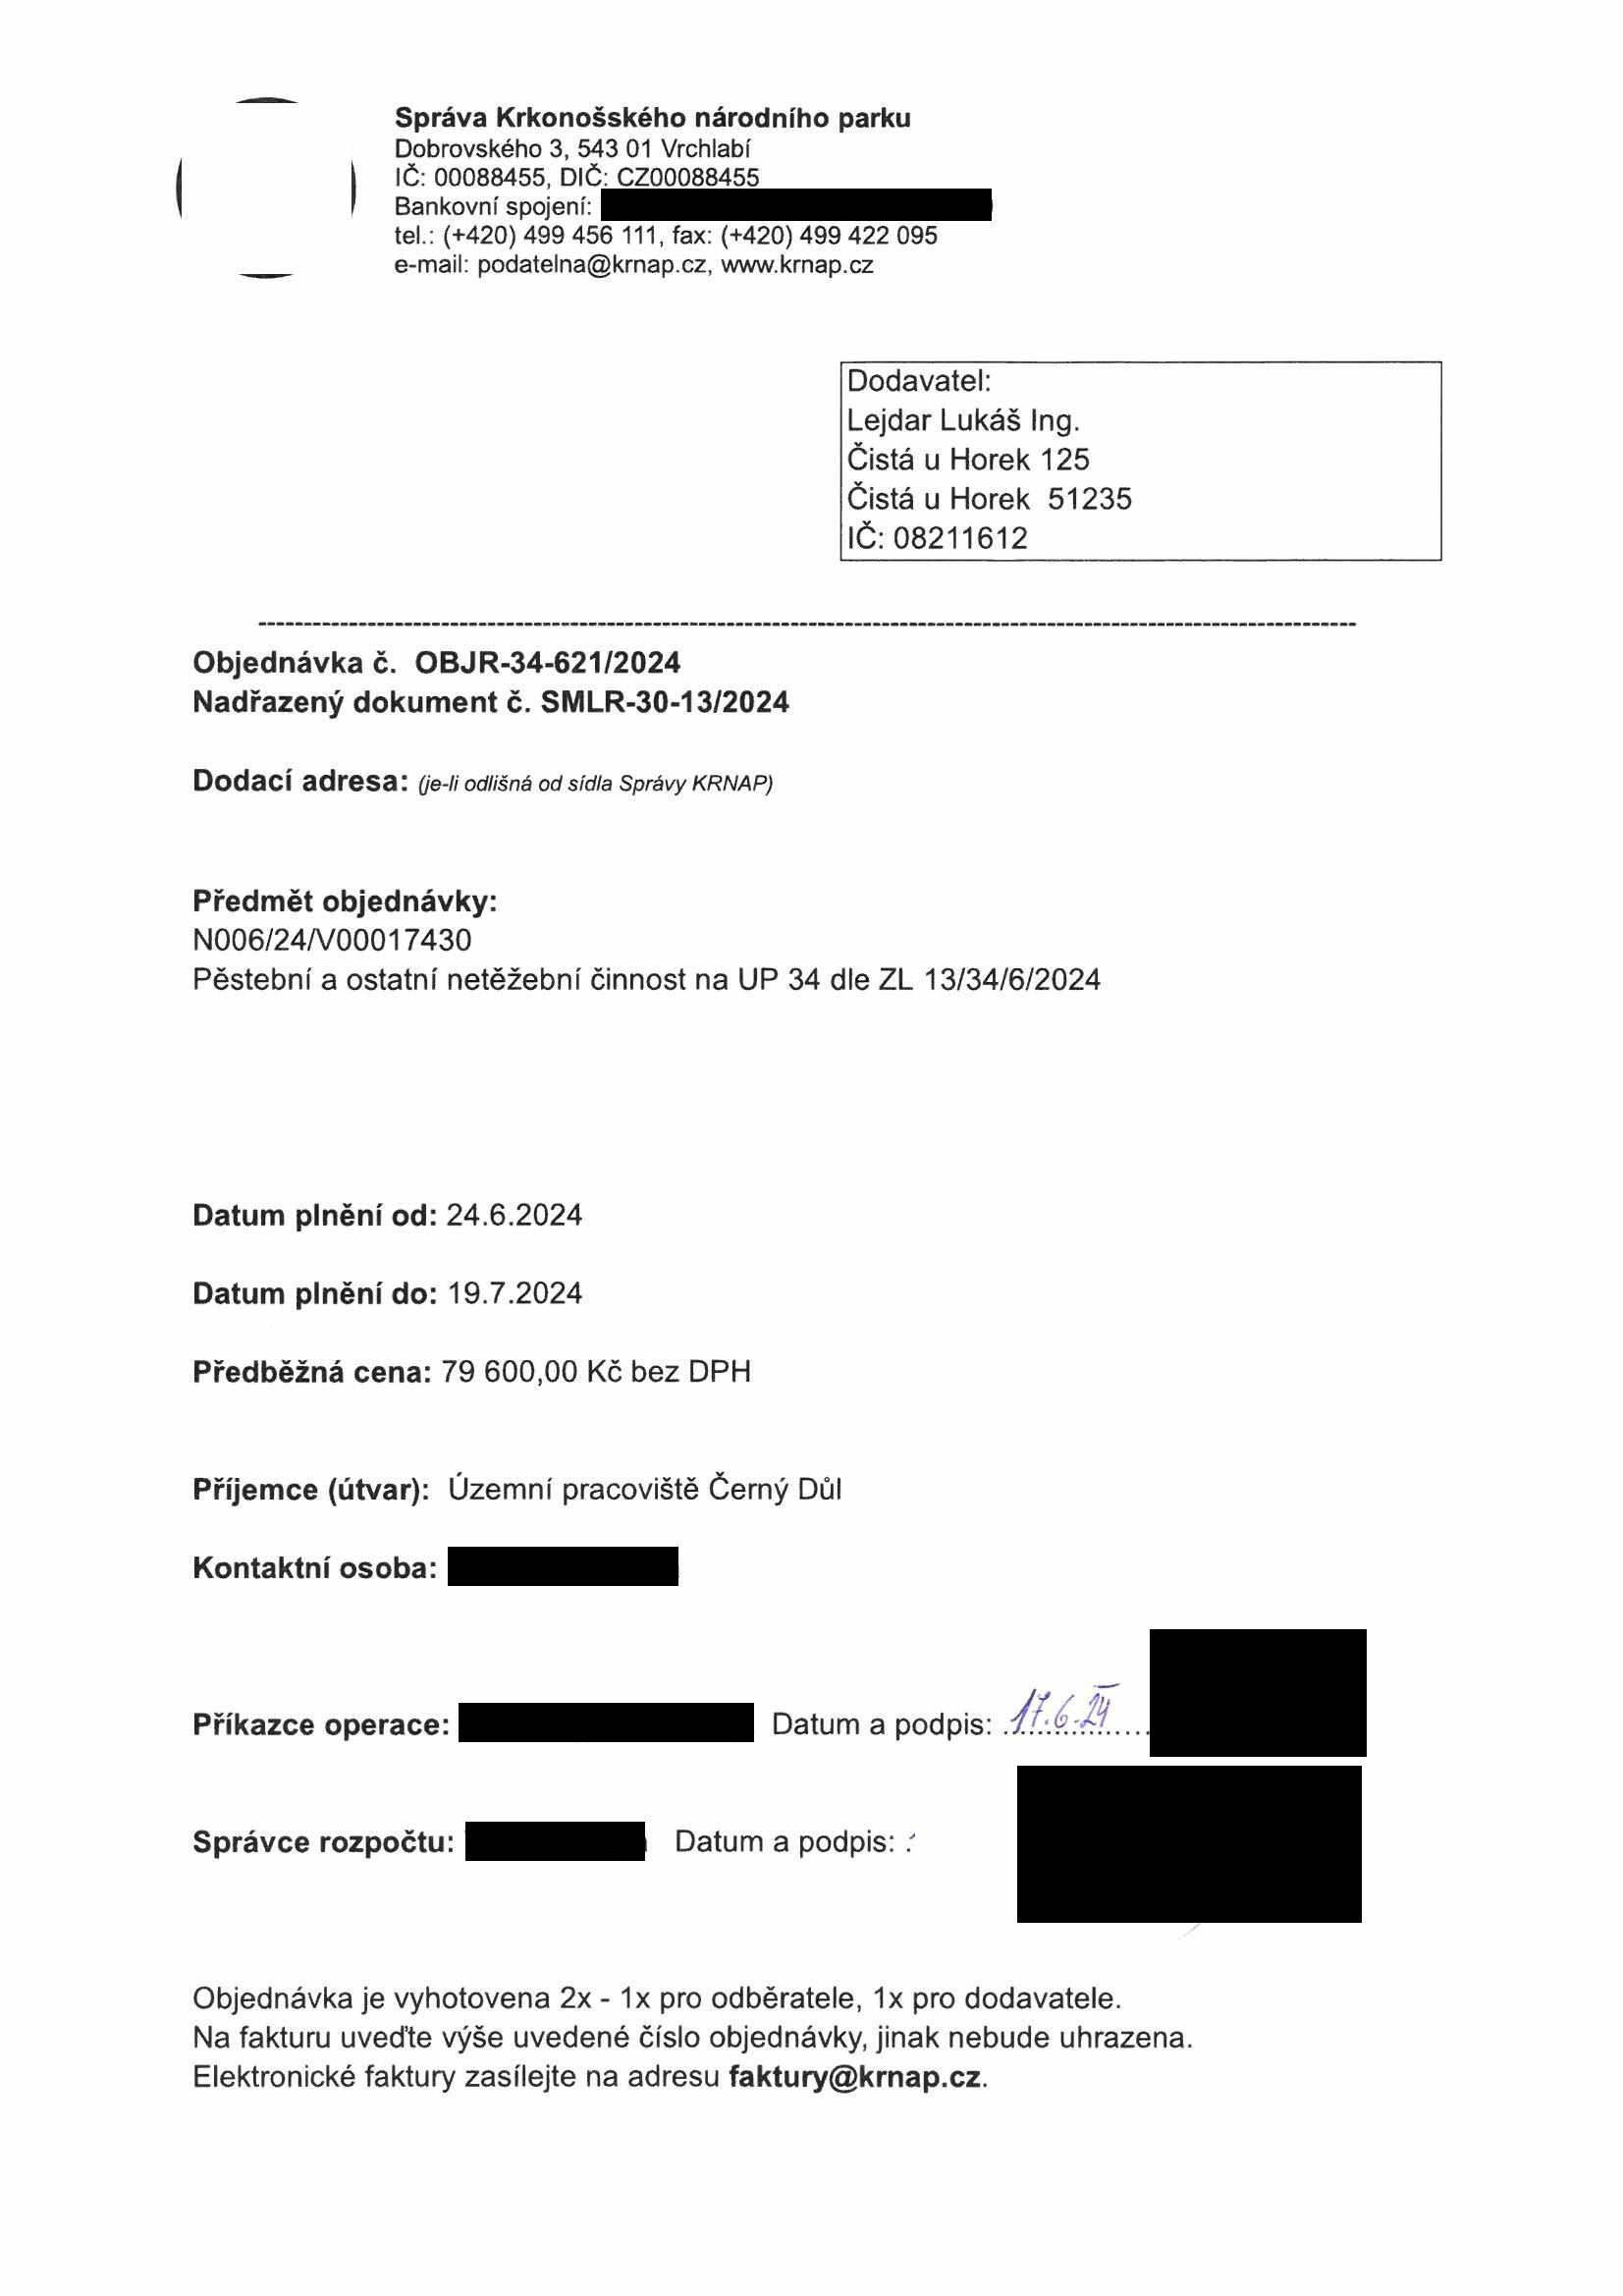 Správa Krkonošského národního parku
Dobrovského 3, 543 01 Vrchlabí
IČ: 00088455, DIČ: CZ00088455
Bankovní spojení:
tel.: (+420) 499 456 111, fax: (+420) 499 422 095
e-mail: podatelna@krnap.cz, www.krnap.cz
Dodavatel:
Lejdar Lukáš Ing.
Čistá u Horek 125
Čistá u Horek 51235
IČ: 08211612
Objednávka č. OBJR-34-621/2024
Nadřazený dokument č. SMLR-30-13/2024
Dodací adresa: (je-li odlišná od sídla Správy KRNAP)
Předmět objednávky:
N006/24/V00017430
Pěstební a ostatní netěžební činnost na UP 34 dle ZL 13/34/6/2024
Datum plnění od: 24.6.2024
Datum plnění do: 19.7.2024
Předběžná cena: 79 600,00 Kč bez DPH
Příjemce (útvar): Územní pracoviště Černý Důl
Kontaktní osoba:
Příkazce operace: Datum a podpis: 17.6.24
Správce rozpočtu: Datum a podpis:
Objednávka je vyhotovena 2x - 1x pro odběratele, 1x pro dodavatele.
Na fakturu uveďte výše uvedené číslo objednávky, jinak nebude uhrazena.
Elektronické faktury zasílejte na adresu faktury@krnap.cz.